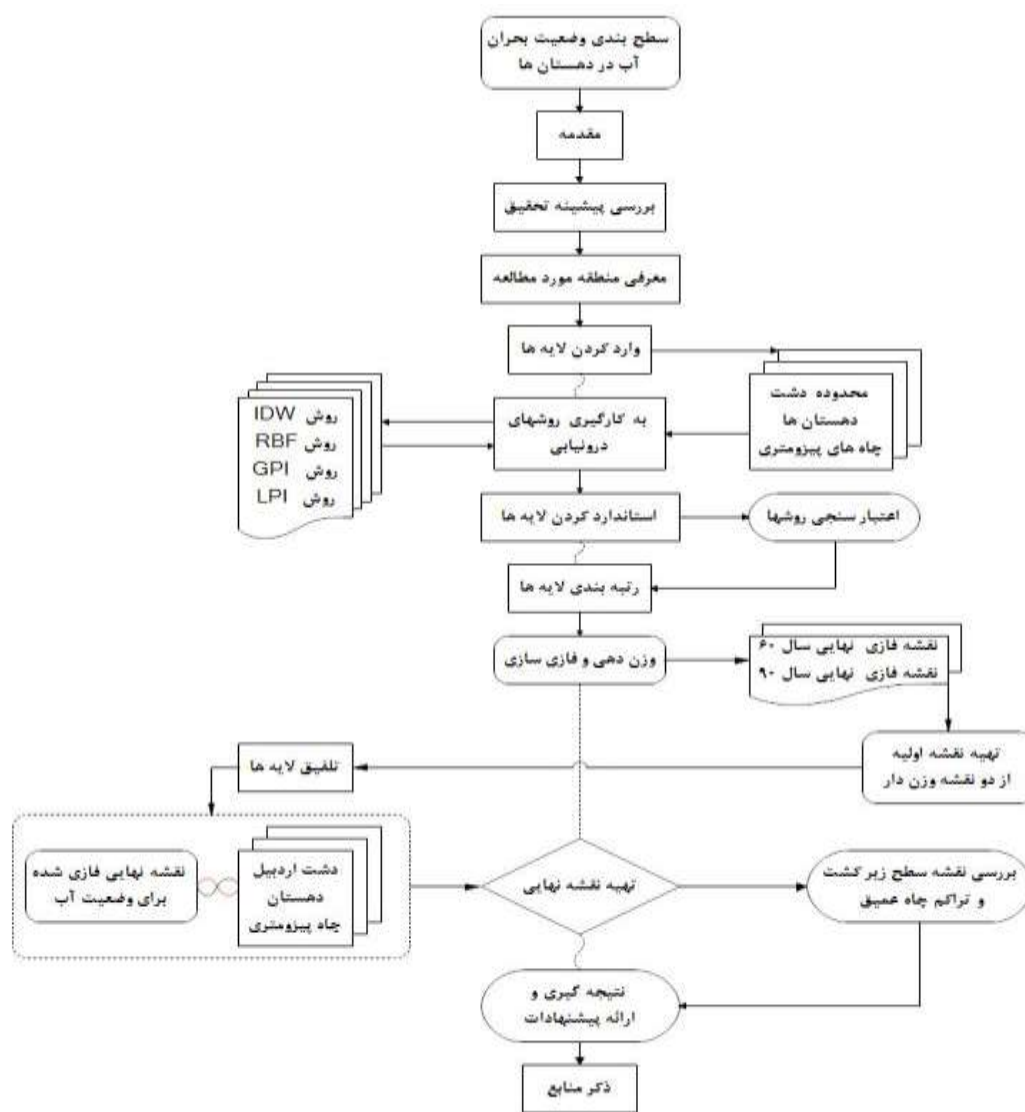 سطح بندی وضعیت بحران
آب در دهستان ها
مقدمه
بررسی پیشینه تحقیق
معرفی منطقه مورد مطالعه
وارد کردن لایه ها
محدوده دشت
دهستان ها
چاه های پیزومتری
به کارگیری روشهای
درونیابی
روش IDW
روش RBF
روش GPI
روش LPI
استاندارد کردن لایه ها
اعتبار سنجی روشها
رتبه بندی لایه ها
وزن دهی و فازی سازی
نقشه فازی نهایی سال ۶۰
نقشه فازی نهایی سال ۹۰
تهیه نقشه اولیه
از دو نقشه وزن دار
تلفیق لایه ها
دشت اردبیل
دهستان
چاه پیزومتری
نقشه نهایی فازی شده
برای وضعیت آب
تهیه نقشه نهایی
بررسی نقشه سطح زیر کشت
و تراکم چاه عمیق
نتیجه گیری و
ارائه پیشنهادات
ذکر منابع